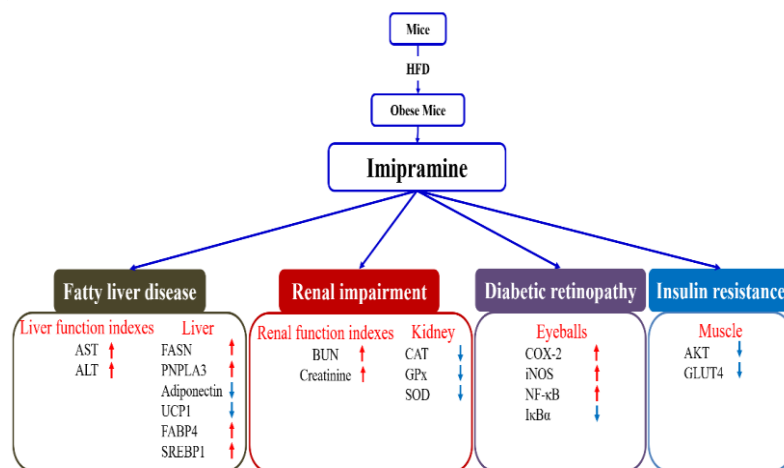 Mice
HFD
Obese Mice
Imipramine
Fatty liver disease
Liver function indexes
AST ↑
ALT ↑
Liver
FASN ↑
PNPLA3 ↑
Adiponectin ↓
UCP1 ↓
FABP4 ↑
SREBP1 ↑
Renal impairment
Renal function indexes
BUN ↑
Creatinine ↑
Kidney
CAT ↓
GPx ↓
SOD ↓
Diabetic retinopathy
Eyeballs
COX-2 ↑
iNOS ↑
NF-κB ↑
IκBα ↓
Insulin resistance
Muscle
AKT ↓
GLUT4 ↓